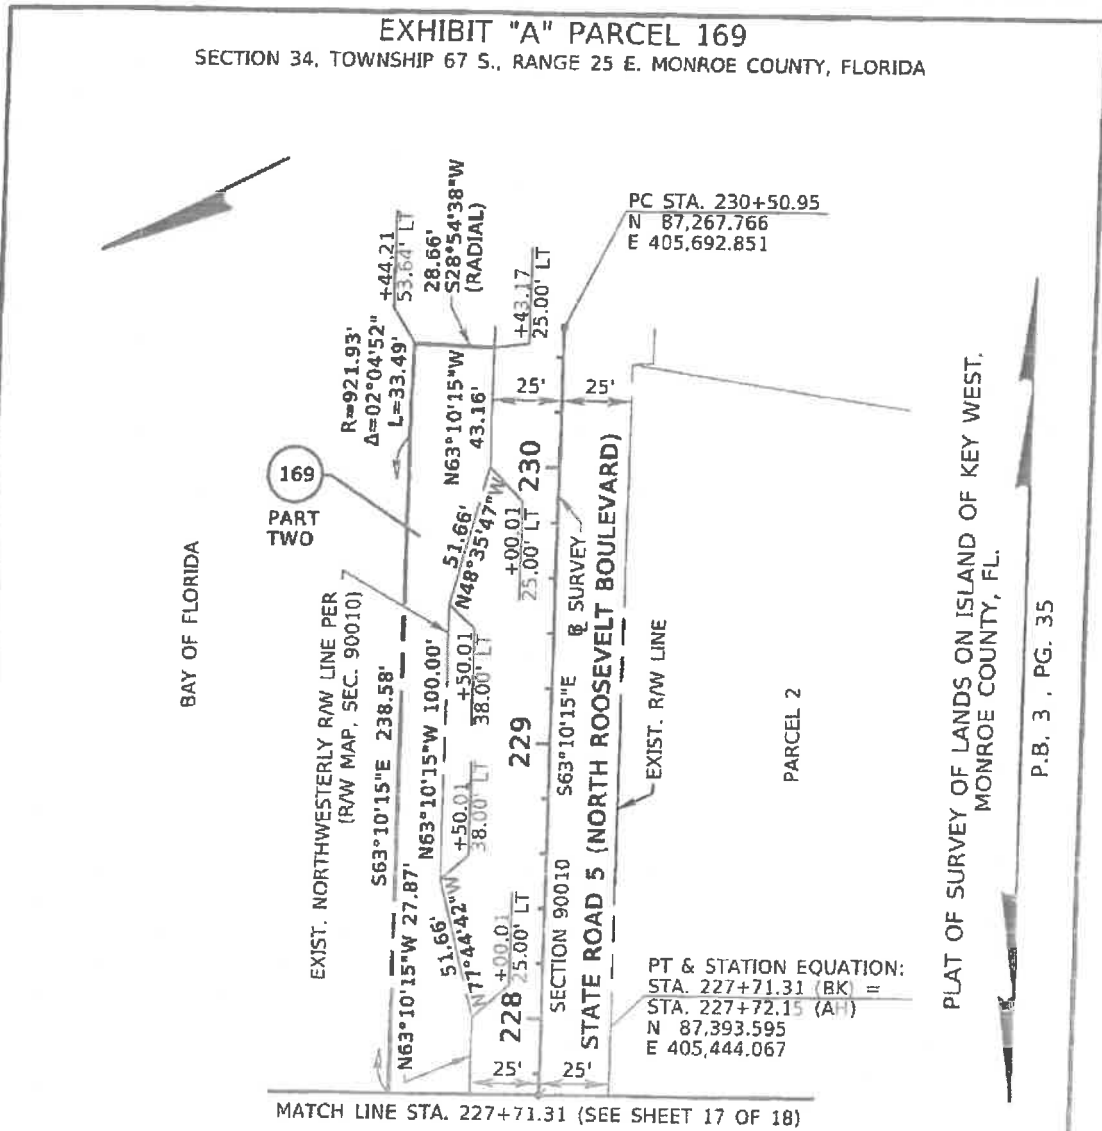 EXHIBIT "A" PARCEL 169
SECTION 34, TOWNSHIP 67 S., RANGE 25 E. MONROE COUNTY, FLORIDA
PC STA. 230+50.95
N 87,267.766
E 405,692.851
+44.21
53.64' LT
28.66'
S28°54'38"W
(RADIAL)
+43.17
25.00' LT
R=921.93'
Δ=02°04'52"
L=33.49'
N63°10'15"W
43.16'
25'
25'
169
PART
TWO
230
51.66'
N48°35'47"W
+00.01
25.00' LT
BAY OF FLORIDA
EXIST. NORTHWESTERLY R/W LINE PER
(R/W MAP, SEC. 90010)
S63°10'15"E 238.58'
N63°10'15"W 100.00'
+50.01
38.00' LT
229
+50.01
38.00' LT
S63°10'15"E
℄ SURVEY
SECTION 90010
STATE ROAD 5 (NORTH ROOSEVELT BOULEVARD)
EXIST. R/W LINE
PARCEL 2
PLAT OF SURVEY OF LANDS ON ISLAND OF KEY WEST,
MONROE COUNTY, FL.
P.B. 3 , PG. 35
N63°10'15"W 27.87'
51.66'
N77°44'42"W
+00.01
25.00' LT
228
PT & STATION EQUATION:
STA. 227+71.31 (BK) =
STA. 227+72.15 (AH)
N 87,393.595
E 405,444.067
25'
25'
MATCH LINE STA. 227+71.31 (SEE SHEET 17 OF 18)